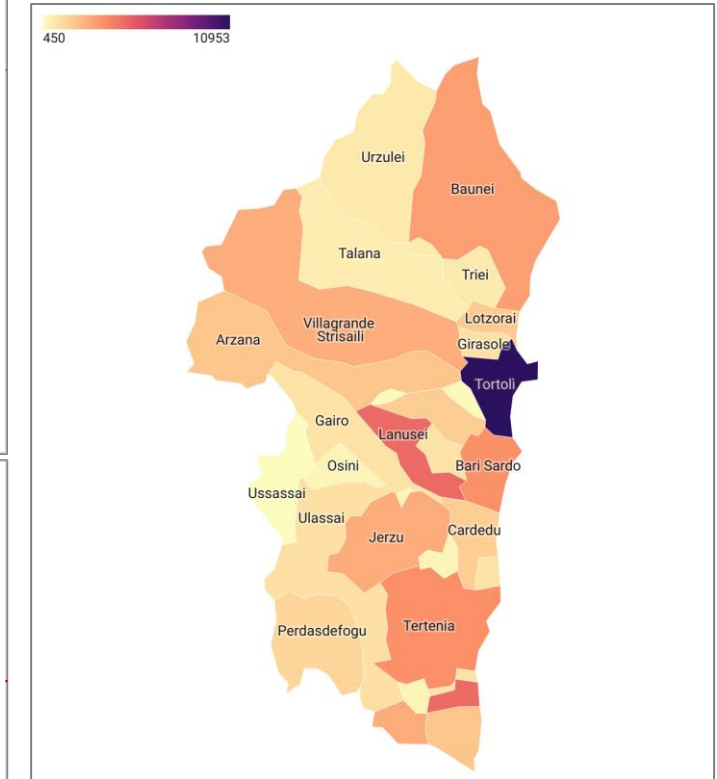 450 10953
Urzulei
Baunei
Talana
Triei
Lotzorai
Villagrande
Strisaili
Arzana
Girasole
Tortolì
Gairo
Lanusei
Osini
Bari Sardo
Ussassai
Ulassai
Cardedu
Jerzu
Perdasdefogu
Tertenia